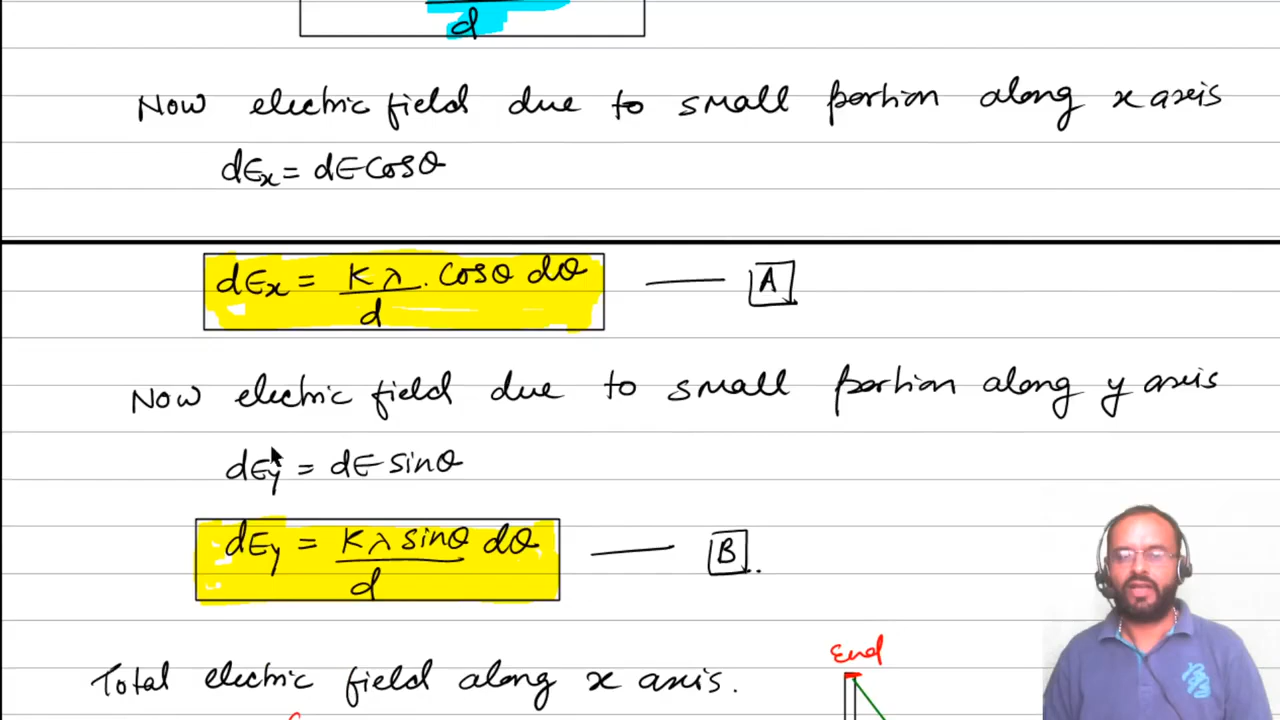 d
Now electric field due to small portion along x axis
dEx = dE Cosθ
dEx = Kλ/d . Cosθ dθ —— A
Now electric field due to small portion along y axis
dEy = dE sinθ
dEy = Kλ sinθ/d dθ —— B.
End
Total electric field along x axis.